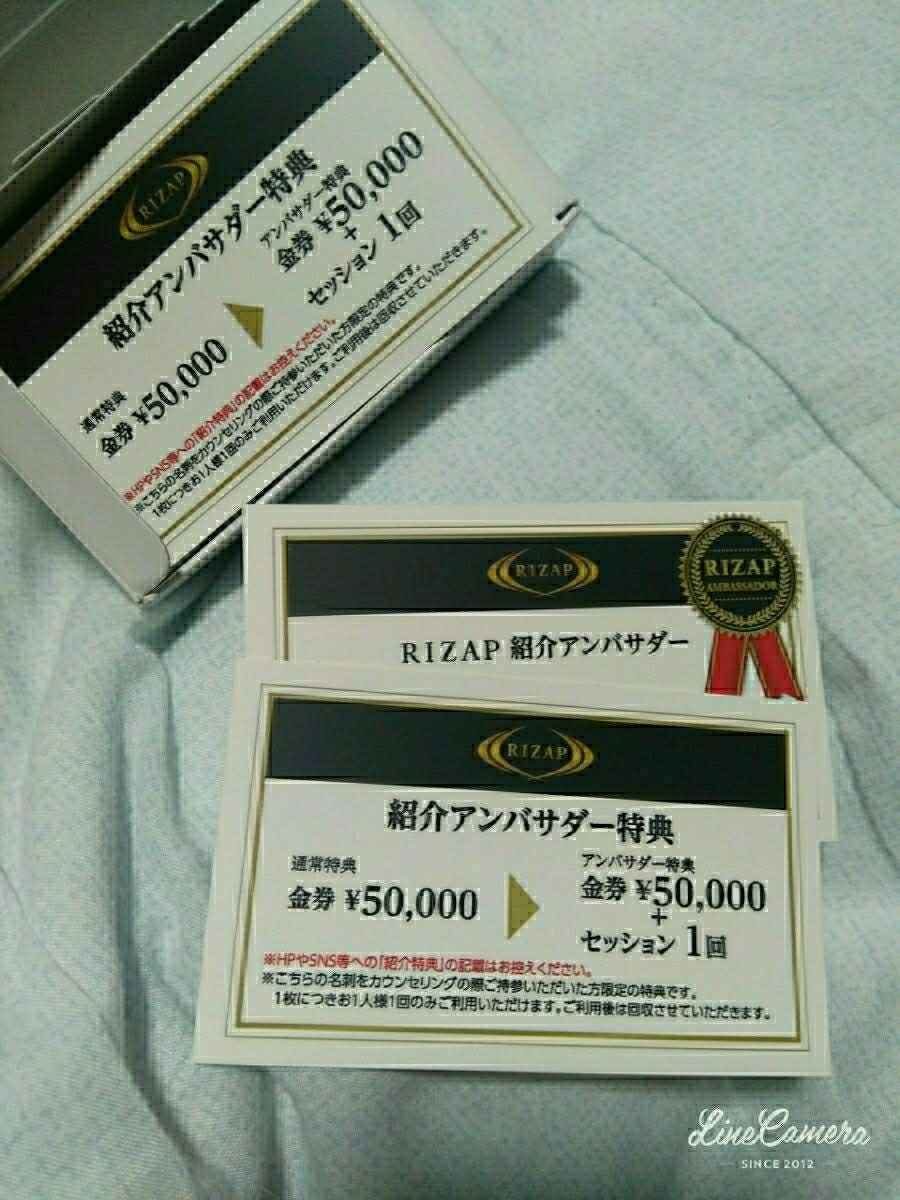 RIZAP
紹介アンバサダー特典
通常特典
金券 ¥50,000
アンバサダー特典
金券 ¥50,000
+
セッション 1回
※HPやSNS等への「紹介特典」の記載はお控えください。
※こちらの名刺をカウンセリングの際ご持参いただいた方限定の特典です。
1枚につきお1人様1回のみご利用いただけます。ご利用後は回収させていただきます。
RIZAP
RIZAP
AMBASSADOR
RIZAP 紹介アンバサダー
RIZAP
紹介アンバサダー特典
通常特典
金券 ¥50,000
アンバサダー特典
金券 ¥50,000
+
セッション 1回
※HPやSNS等への「紹介特典」の記載はお控えください。
※こちらの名刺をカウンセリングの際ご持参いただいた方限定の特典です。
1枚につきお1人様1回のみご利用いただけます。ご利用後は回収させていただきます。
LineCamera
SINCE 2012